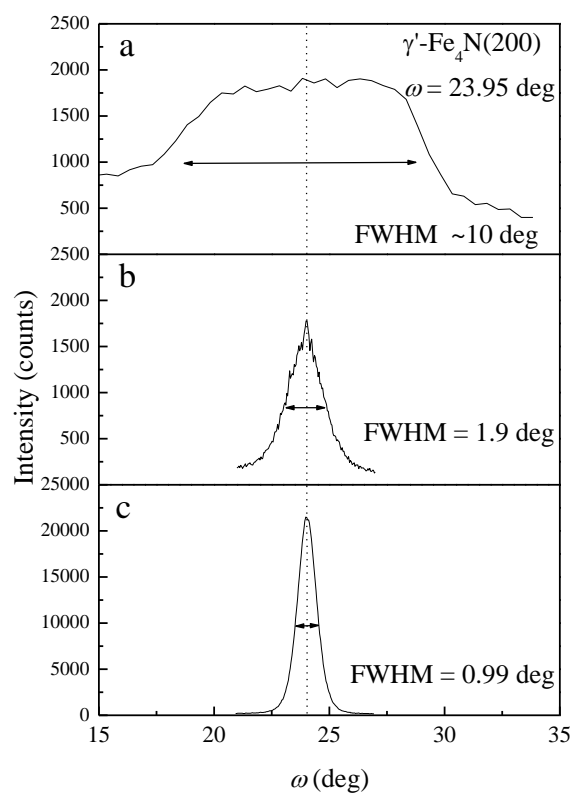 a
γ'-Fe4N(200)
ω = 23.95 deg
FWHM ~10 deg
2500
2000
1500
1000
500
b
FWHM = 1.9 deg
2500
2000
1500
1000
500
c
FWHM = 0.99 deg
25000
20000
15000
10000
5000
0
Intensity (counts)
15 20 25 30 35
ω (deg)